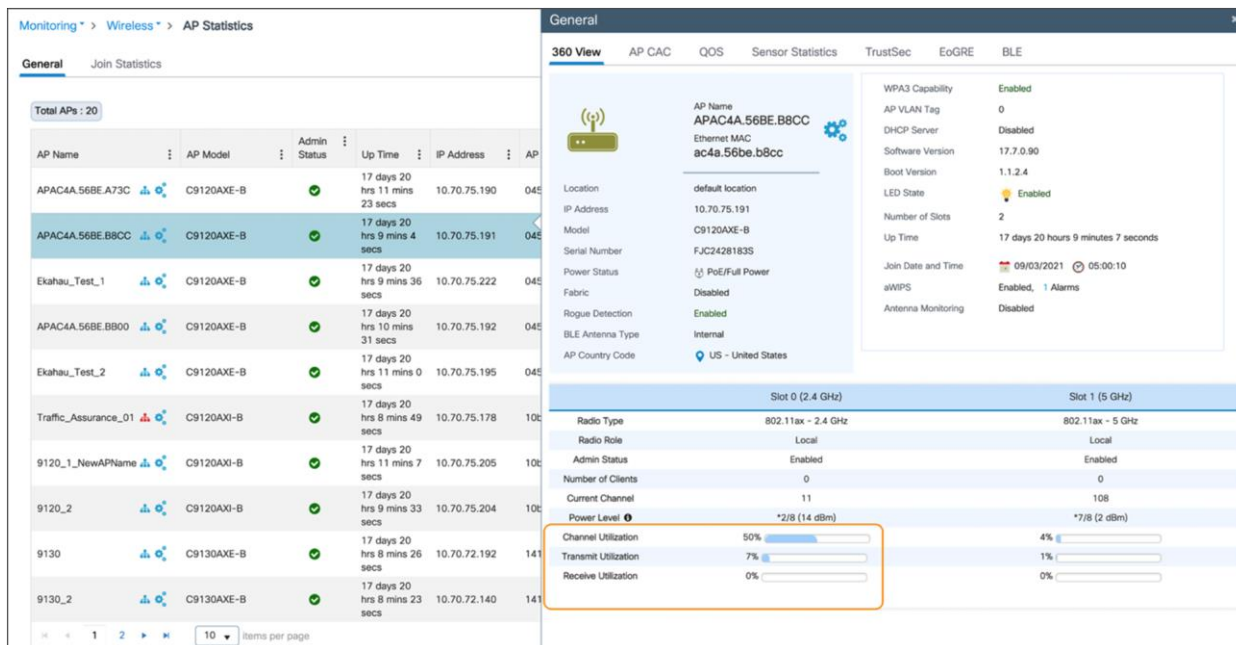 Monitoring > Wireless > AP Statistics
General Join Statistics
Total APs : 20
AP Name AP Model Admin Status Up Time IP Address AP
APAC4A.56BE.A73C C9120AXE-B 17 days 20 hrs 11 mins 23 secs 10.70.75.190 045
APAC4A.56BE.B8CC C9120AXE-B 17 days 20 hrs 9 mins 4 secs 10.70.75.191 045
Ekahau_Test_1 C9120AXE-B 17 days 20 hrs 9 mins 36 secs 10.70.75.222 045
APAC4A.56BE.BB00 C9120AXE-B 17 days 20 hrs 10 mins 31 secs 10.70.75.192 045
Ekahau_Test_2 C9120AXE-B 17 days 20 hrs 11 mins 0 secs 10.70.75.195 045
Traffic_Assurance_01 C9120AXI-B 17 days 20 hrs 8 mins 49 secs 10.70.75.178 10b
9120_1_NewAPName C9120AXI-B 17 days 20 hrs 11 mins 7 secs 10.70.75.205 10b
9120_2 C9120AXI-B 17 days 20 hrs 9 mins 33 secs 10.70.75.204 10b
9130 C9130AXE-B 17 days 20 hrs 8 mins 26 secs 10.70.72.192 141
9130_2 C9130AXE-B 17 days 20 hrs 8 mins 23 secs 10.70.72.140 141
1 2 10 items per page
General
360 View AP CAC QOS Sensor Statistics TrustSec EoGRE BLE
AP Name
APAC4A.56BE.B8CC
Ethernet MAC
ac4a.56be.b8cc
Location default location
IP Address 10.70.75.191
Model C9120AXE-B
Serial Number FJC2428183S
Power Status PoE/Full Power
Fabric Disabled
Rogue Detection Enabled
BLE Antenna Type Internal
AP Country Code US - United States
WPA3 Capability Enabled
AP VLAN Tag 0
DHCP Server Disabled
Software Version 17.7.0.90
Boot Version 1.1.2.4
LED State Enabled
Number of Slots 2
Up Time 17 days 20 hours 9 minutes 7 seconds
Join Date and Time 09/03/2021 05:00:10
aWIPS Enabled, 1 Alarms
Antenna Monitoring Disabled
Slot 0 (2.4 GHz) Slot 1 (5 GHz)
Radio Type 802.11ax - 2.4 GHz 802.11ax - 5 GHz
Radio Role Local Local
Admin Status Enabled Enabled
Number of Clients 0 0
Current Channel 11 108
Power Level *2/8 (14 dBm) *7/8 (2 dBm)
Channel Utilization 50% 4%
Transmit Utilization 7% 1%
Receive Utilization 0% 0%